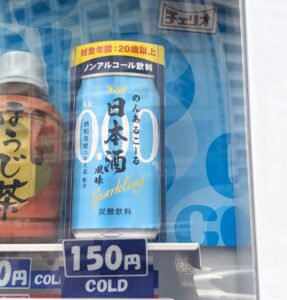 チェリオ
対象年齢:20歳以上
ノンアルコール飲料
のんあるこーる
日本酒
風味
Alc.
0.00%
Sparkling
炭酸飲料
ほうじ茶
0円
COL
150円
COLD